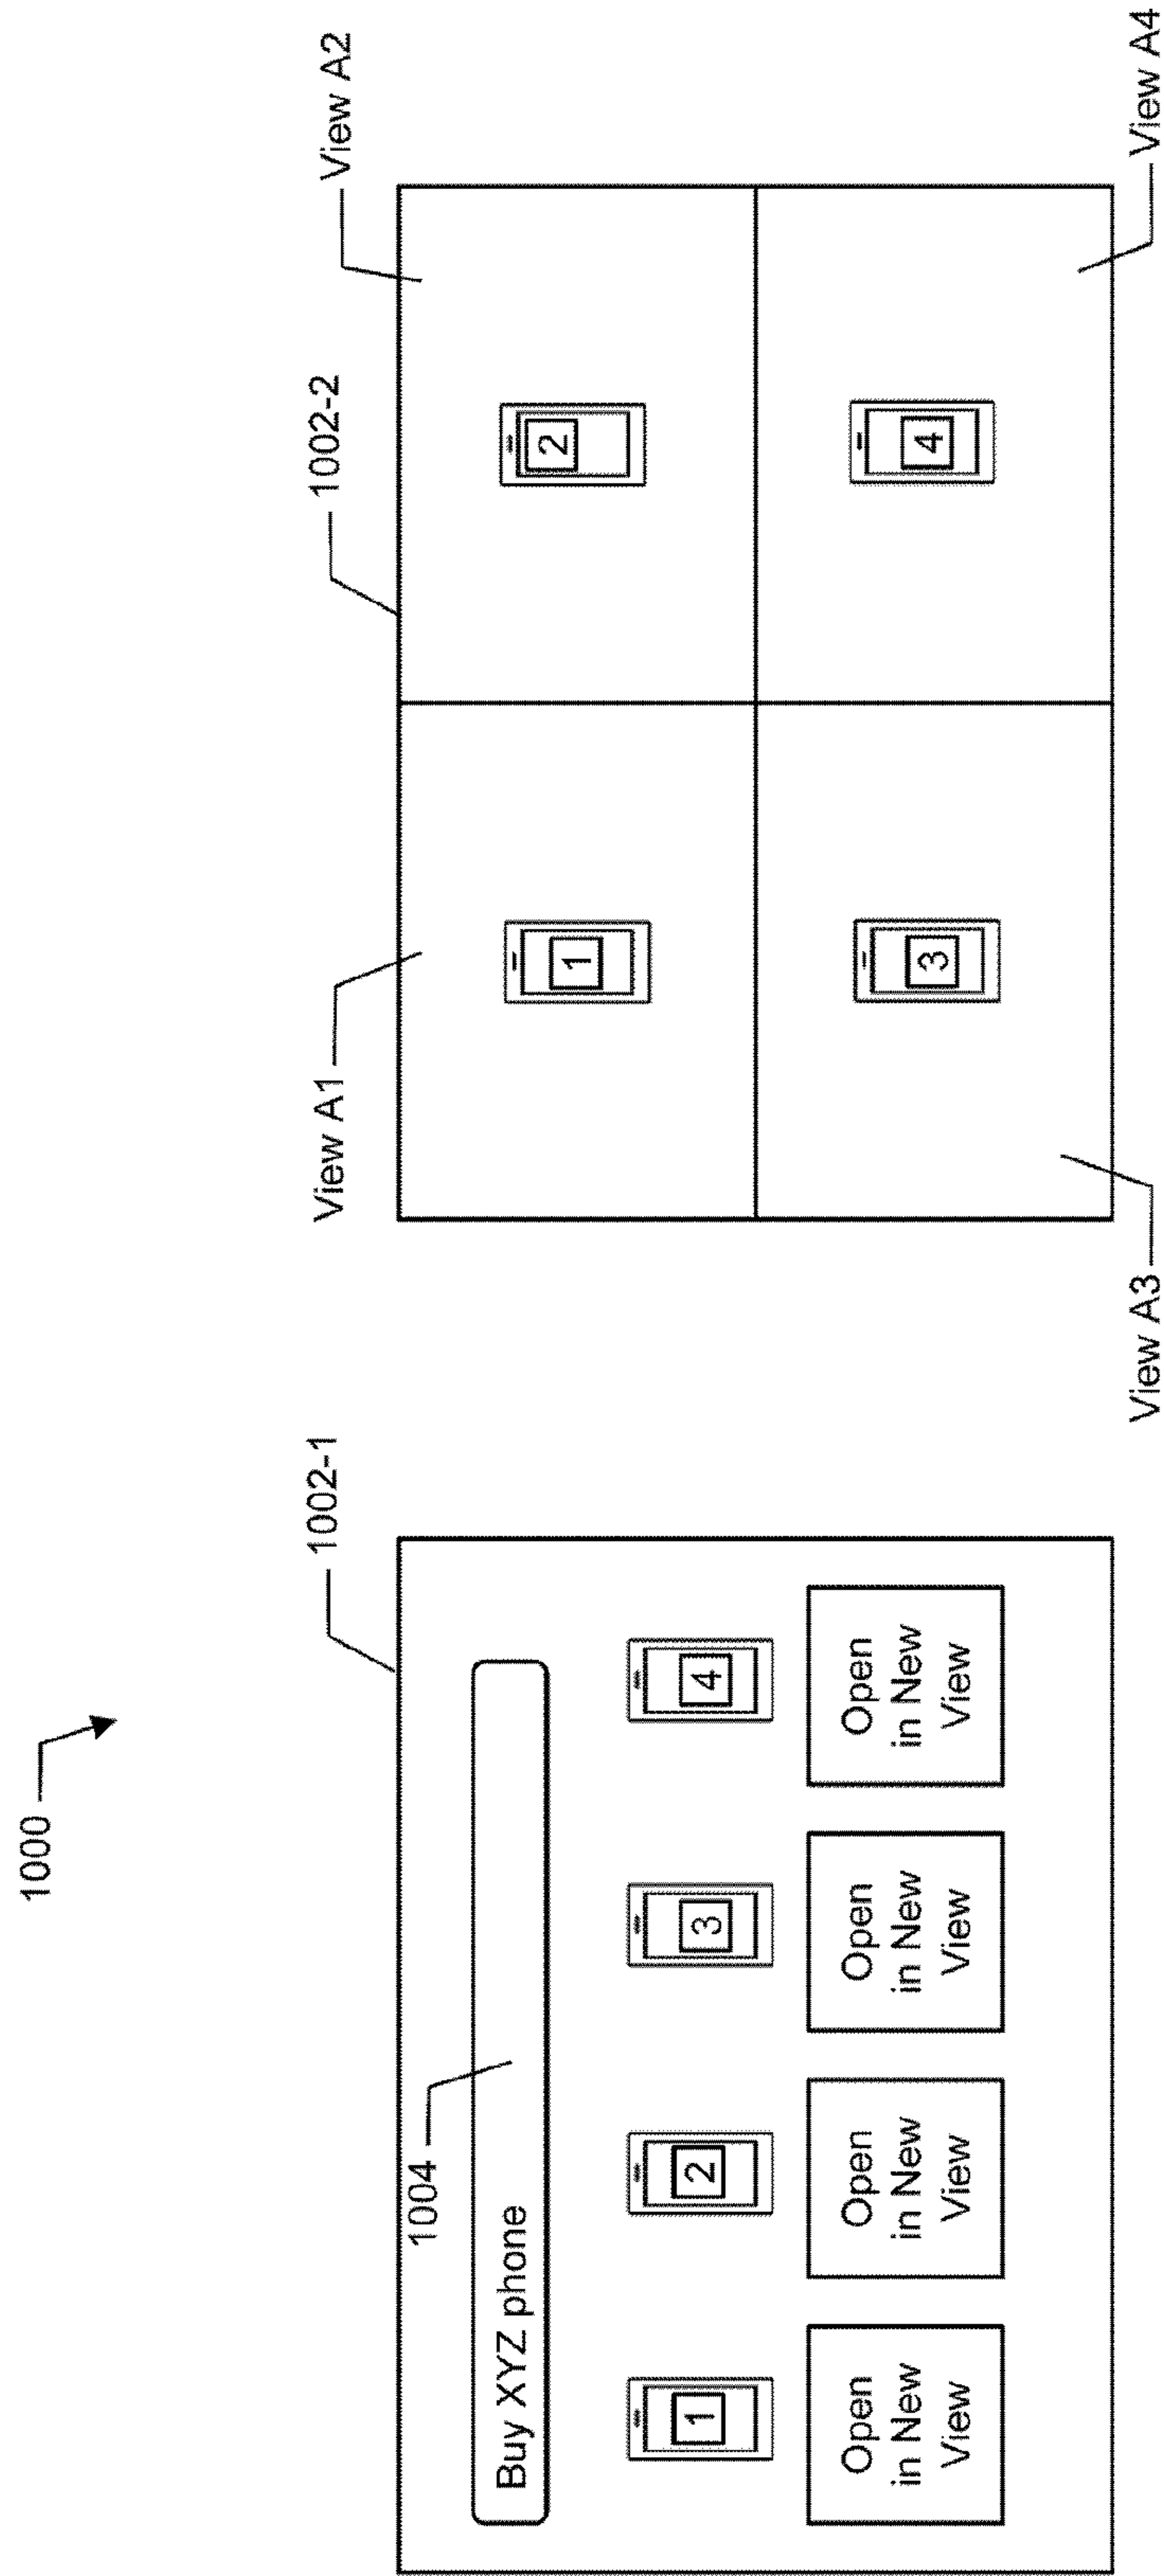 1000
1002-1
1004
Buy XYZ phone
1
2
3
4
Open
in New
View
Open
in New
View
Open
in New
View
Open
in New
View
1002-2
View A1
View A2
1
2
3
4
View A3
View A4